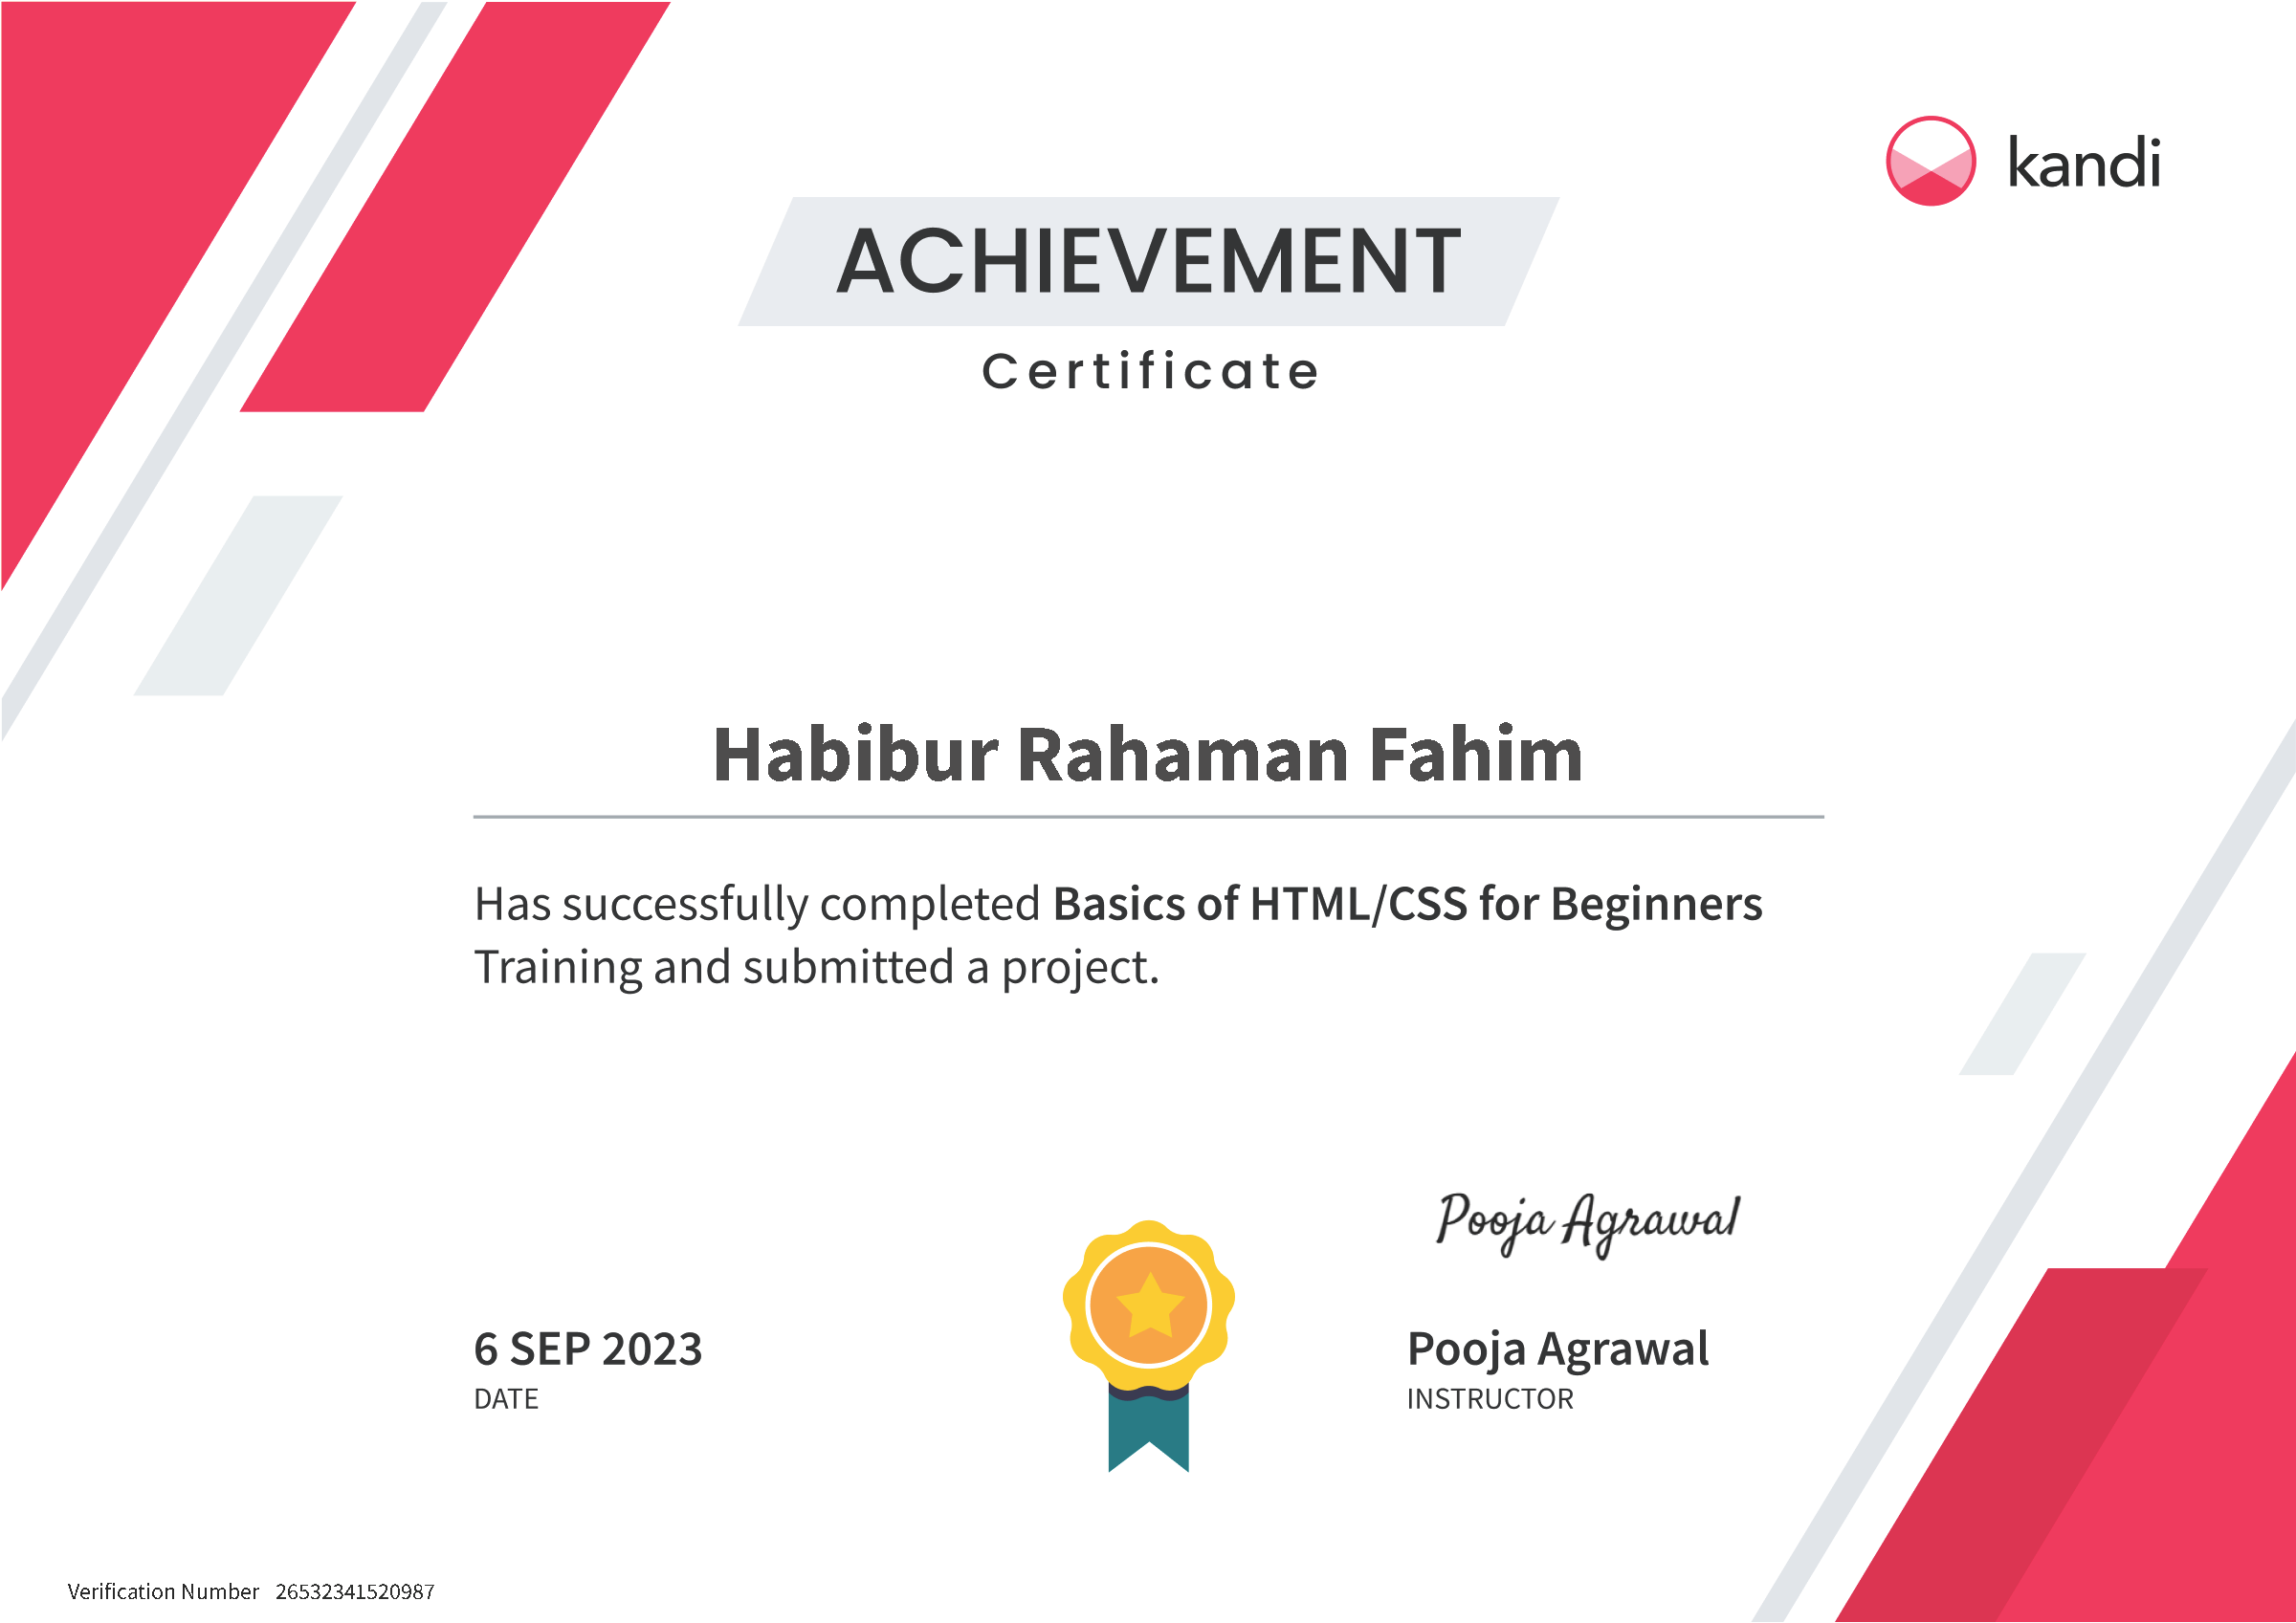 kandi
ACHIEVEMENT
Certificate
Habibur Rahaman Fahim
Has successfully completed Basics of HTML/CSS for Beginners
Training and submitted a project.
Pooja Agrawal
6 SEP 2023
DATE
Pooja Agrawal
INSTRUCTOR
Verification Number 26532341520987